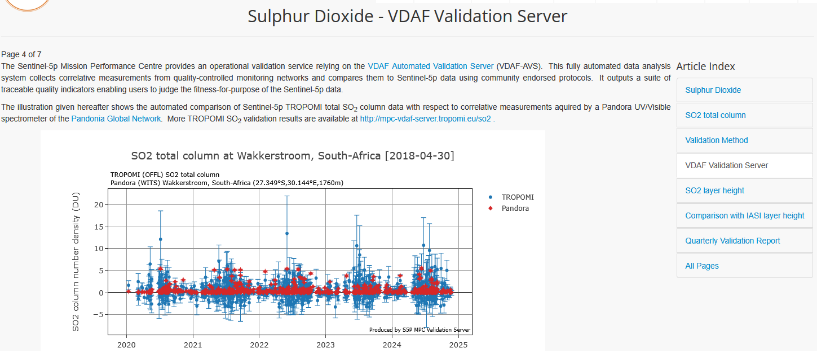 Sulphur Dioxide - VDAF Validation Server
Page 4 of 7
The Sentinel-5p Mission Performance Centre provides an operational validation service relying on the VDAF Automated Validation Server (VDAF-AVS). This fully automated data analysis
system collects correlative measurements from quality-controlled monitoring networks and compares them to Sentinel-5p data using community endorsed protocols. It outputs a suite of
traceable quality indicators enabling users to judge the fitness-for-purpose of the Sentinel-5p data.
The illustration given hereafter shows the automated comparison of Sentinel-5p TROPOMI total SO2 column data with respect to correlative measurements aquired by a Pandora UV/Visible
spectrometer of the Pandonia Global Network. More TROPOMI SO2 validation results are available at http://mpc-vdaf-server.tropomi.eu/so2 .
Article Index
Sulphur Dioxide
SO2 total column
Validation Method
VDAF Validation Server
SO2 layer height
Comparison with IASI layer height
Quarterly Validation Report
All Pages
SO2 total column at Wakkerstroom, South-Africa [2018-04-30]
TROPOMI (OFFL) SO2 total column
Pandora (WITS) Wakkerstroom, South-Africa (27.349°S,30.144°E,1760m)
TROPOMI
Pandora
SO2 column number density (DU)
20
15
10
5
0
−5
Produced by S5P MPC Validation Server
2020 2021 2022 2023 2024 2025